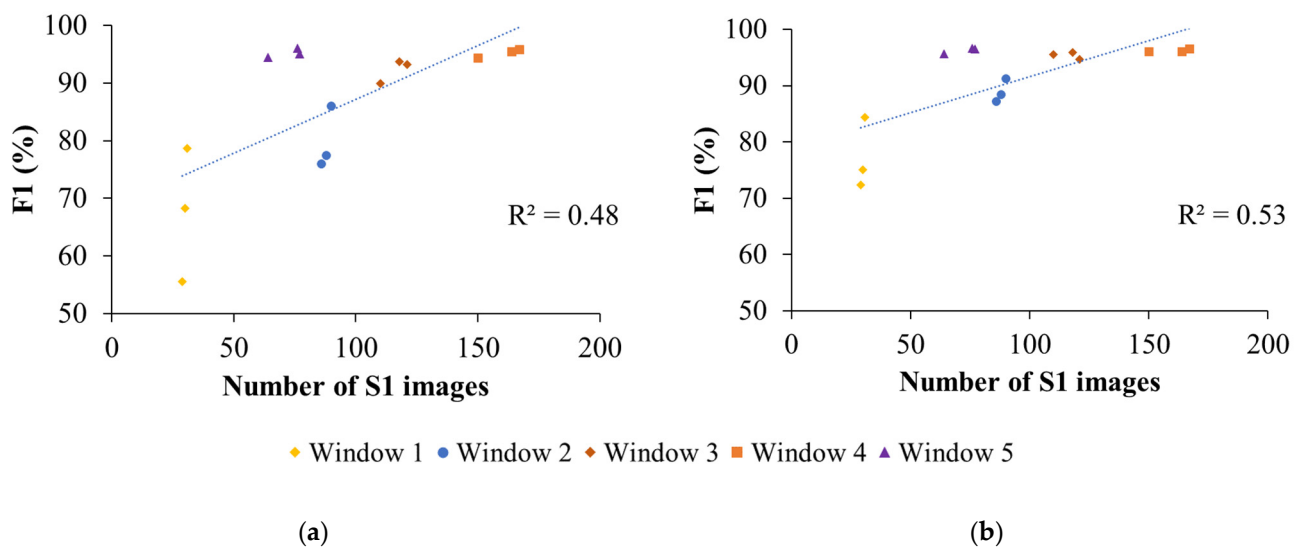 100
90
80
70
60
50
F1 (%)
R² = 0.48
0 50 100 150 200
Number of S1 images
100
90
80
70
60
50
F1 (%)
R² = 0.53
0 50 100 150 200
Number of S1 images
Window 1 Window 2 Window 3 Window 4 Window 5
(a) (b)